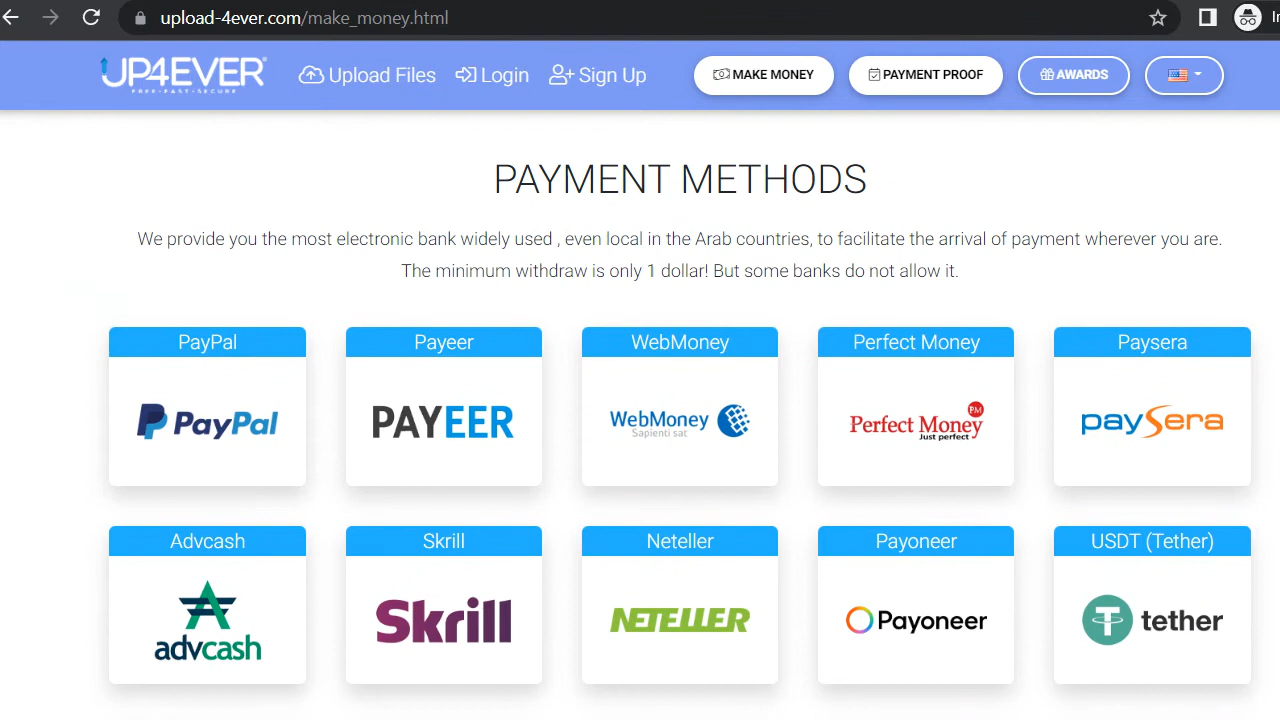 upload-4ever.com/make_money.html
UP4EVER
FREE-FAST-SECURE
Upload Files
Login
Sign Up
MAKE MONEY
PAYMENT PROOF
AWARDS
PAYMENT METHODS
We provide you the most electronic bank widely used , even local in the Arab countries, to facilitate the arrival of payment wherever you are.
The minimum withdraw is only 1 dollar! But some banks do not allow it.
PayPal
Payeer
WebMoney
Perfect Money
Paysera
PayPal
PAYEER
WebMoney
Sapienti sat
Perfect Money
PM
Just perfect
paySera
Advcash
Skrill
Neteller
Payoneer
USDT (Tether)
advcash
Skrill
NETELLER
Payoneer
tether